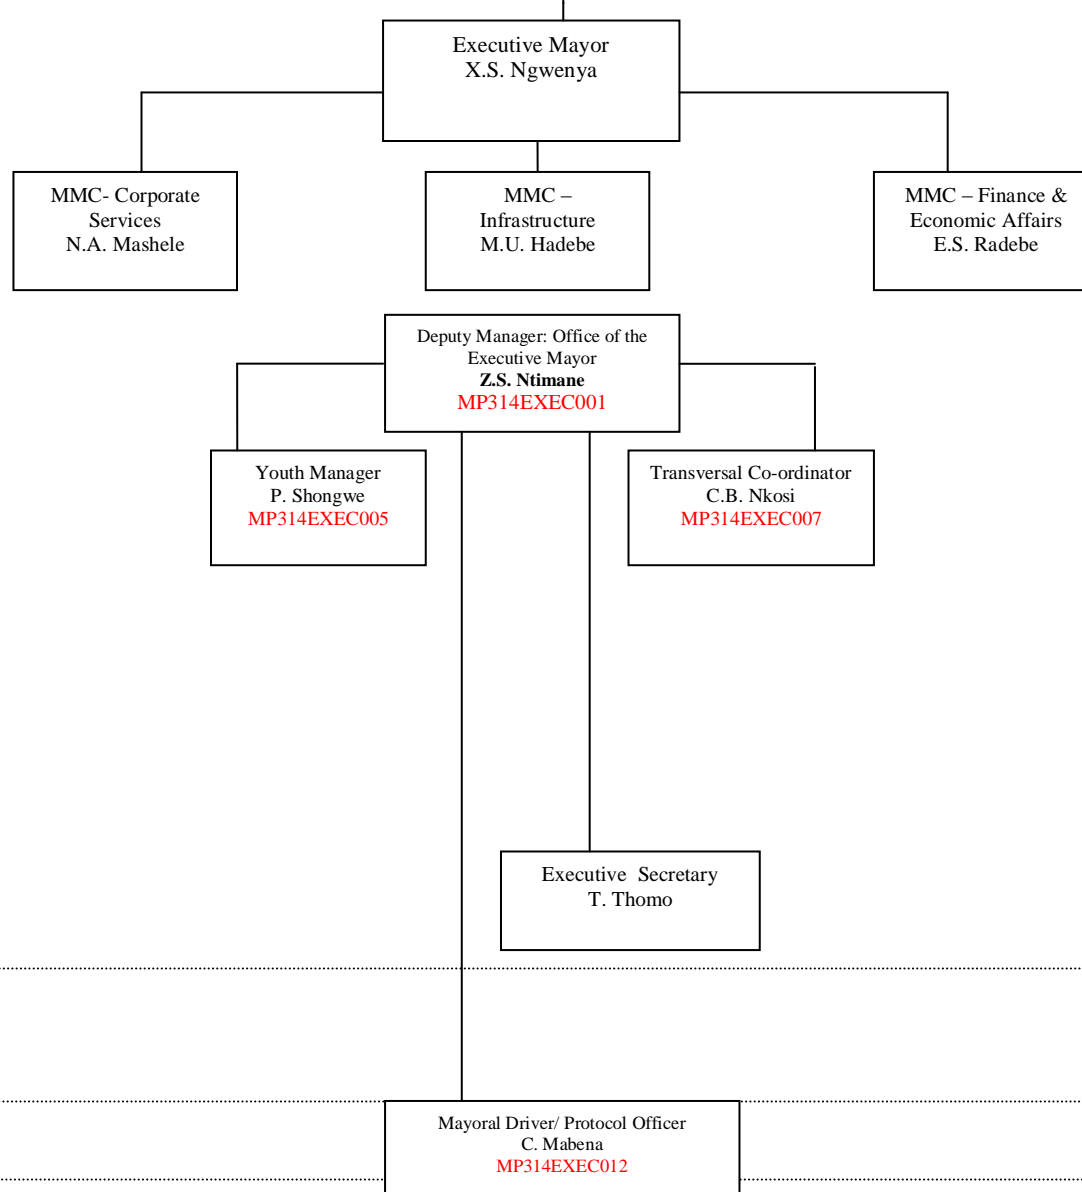 Executive Mayor
X.S. Ngwenya
MMC- Corporate
Services
N.A. Mashele
MMC –
Infrastructure
M.U. Hadebe
MMC – Finance &
Economic Affairs
E.S. Radebe
Deputy Manager: Office of the
Executive Mayor
Z.S. Ntimane
MP314EXEC001
Youth Manager
P. Shongwe
MP314EXEC005
Transversal Co-ordinator
C.B. Nkosi
MP314EXEC007
Executive  Secretary
T. Thomo
Mayoral Driver/ Protocol Officer
C. Mabena
MP314EXEC012